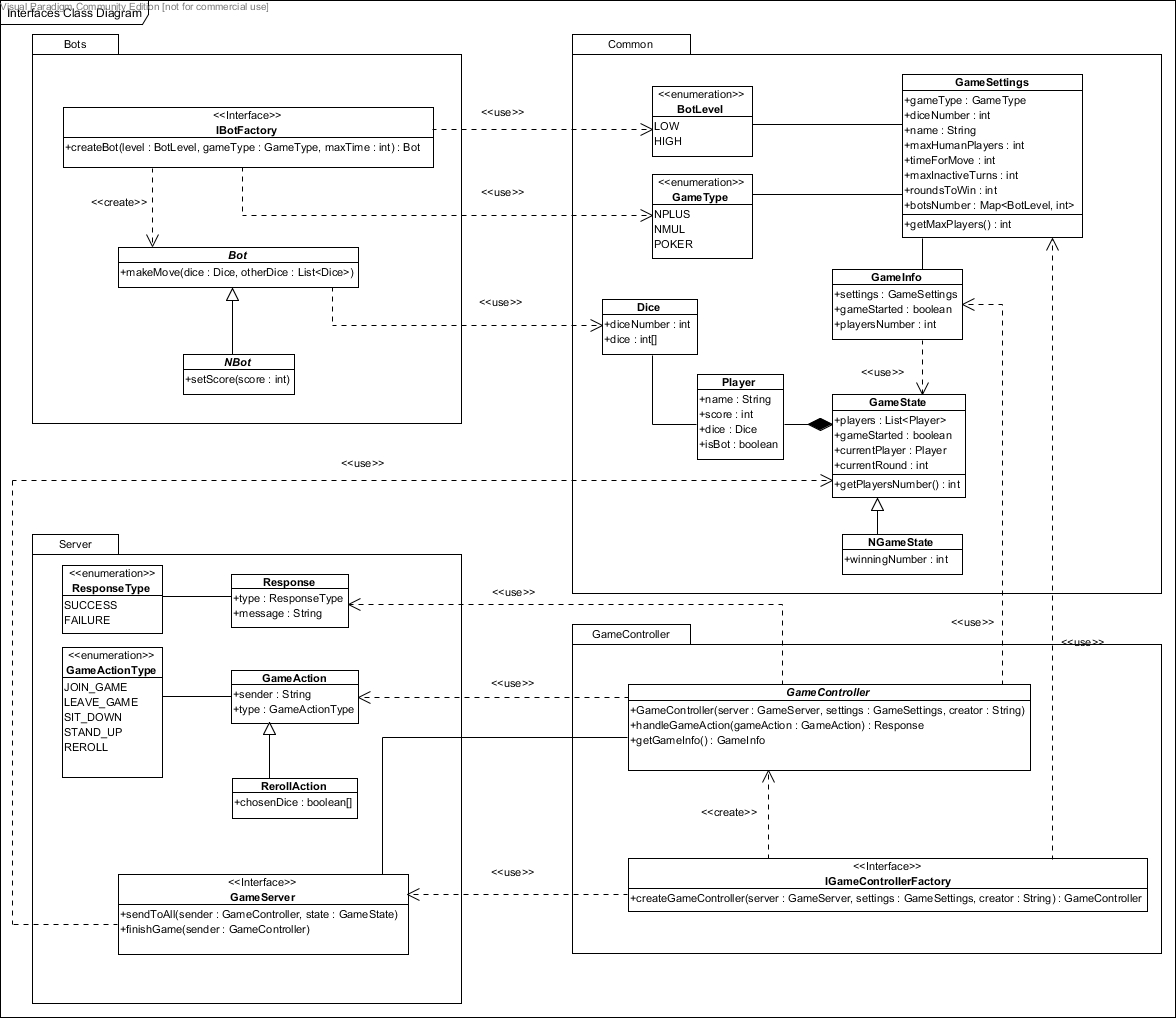 Visual Paradigm Community Edition [not for commercial use]
Interfaces Class Diagram
Bots
<<Interface>>
IBotFactory
+createBot(level : BotLevel, gameType : GameType, maxTime : int) : Bot
<<create>>
Bot
+makeMove(dice : Dice, otherDice : List<Dice>)
NBot
+setScore(score : int)
<<use>>
<<use>>
<<use>>
Common
<<enumeration>>
BotLevel
LOW
HIGH
<<enumeration>>
GameType
NPLUS
NMUL
POKER
GameSettings
+gameType : GameType
+diceNumber : int
+name : String
+maxHumanPlayers : int
+timeForMove : int
+maxInactiveTurns : int
+roundsToWin : int
+botsNumber : Map<BotLevel, int>
+getMaxPlayers() : int
GameInfo
+settings : GameSettings
+gameStarted : boolean
+playersNumber : int
<<use>>
Dice
+diceNumber : int
+dice : int[]
Player
+name : String
+score : int
+dice : Dice
+isBot : boolean
GameState
+players : List<Player>
+gameStarted : boolean
+currentPlayer : Player
+currentRound : int
+getPlayersNumber() : int
NGameState
+winningNumber : int
<<use>>
Server
<<enumeration>>
ResponseType
SUCCESS
FAILURE
Response
+type : ResponseType
+message : String
<<enumeration>>
GameActionType
JOIN_GAME
LEAVE_GAME
SIT_DOWN
STAND_UP
REROLL
GameAction
+sender : String
+type : GameActionType
RerollAction
+chosenDice : boolean[]
<<Interface>>
GameServer
+sendToAll(sender : GameController, state : GameState)
+finishGame(sender : GameController)
<<use>>
<<use>>
<<use>>
<<use>>
<<use>>
GameController
GameController
+GameController(server : GameServer, settings : GameSettings, creator : String)
+handleGameAction(gameAction : GameAction) : Response
+getGameInfo() : GameInfo
<<create>>
<<Interface>>
IGameControllerFactory
+createGameController(server : GameServer, settings : GameSettings, creator : String) : GameController